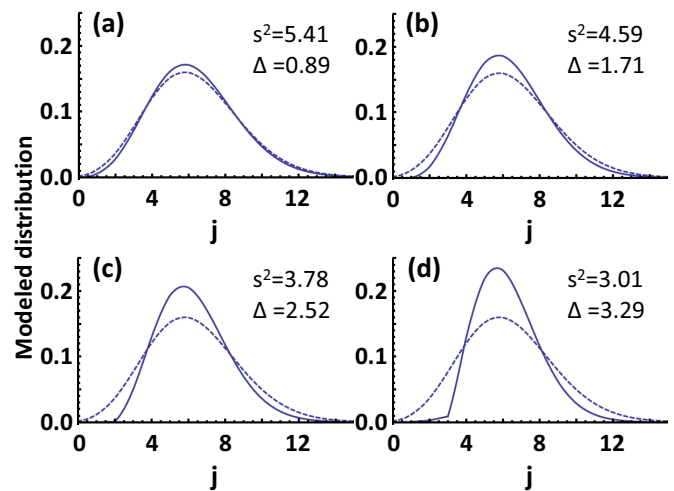 (a)
s²=5.41
Δ =0.89
0.2
0.1
0.0
0 4 8 12
j
(b)
s²=4.59
Δ =1.71
0.2
0.1
0.0
0 4 8 12
j
(c)
s²=3.78
Δ =2.52
0.2
0.1
0.0
0 4 8 12
j
(d)
s²=3.01
Δ =3.29
0.2
0.1
0.0
0 4 8 12
j
Modeled distribution